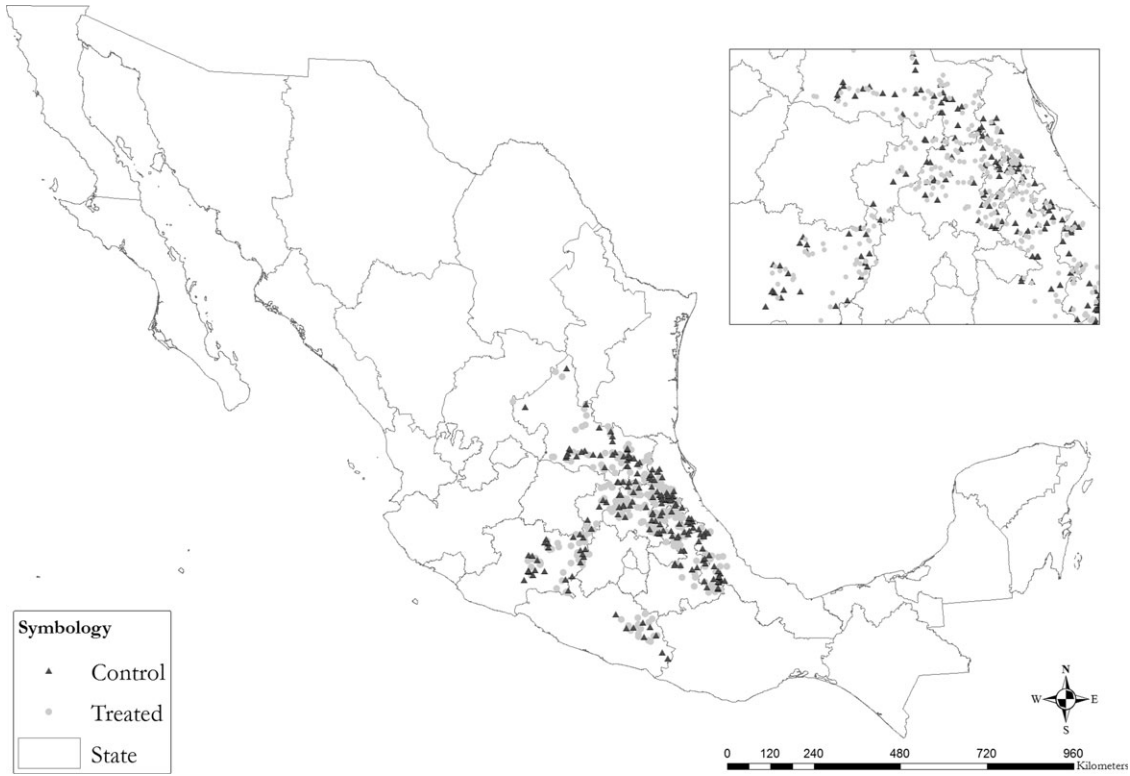 Symbology
Control
Treated
State
N
W E
S
0 120 240 480 720 960
Kilometers